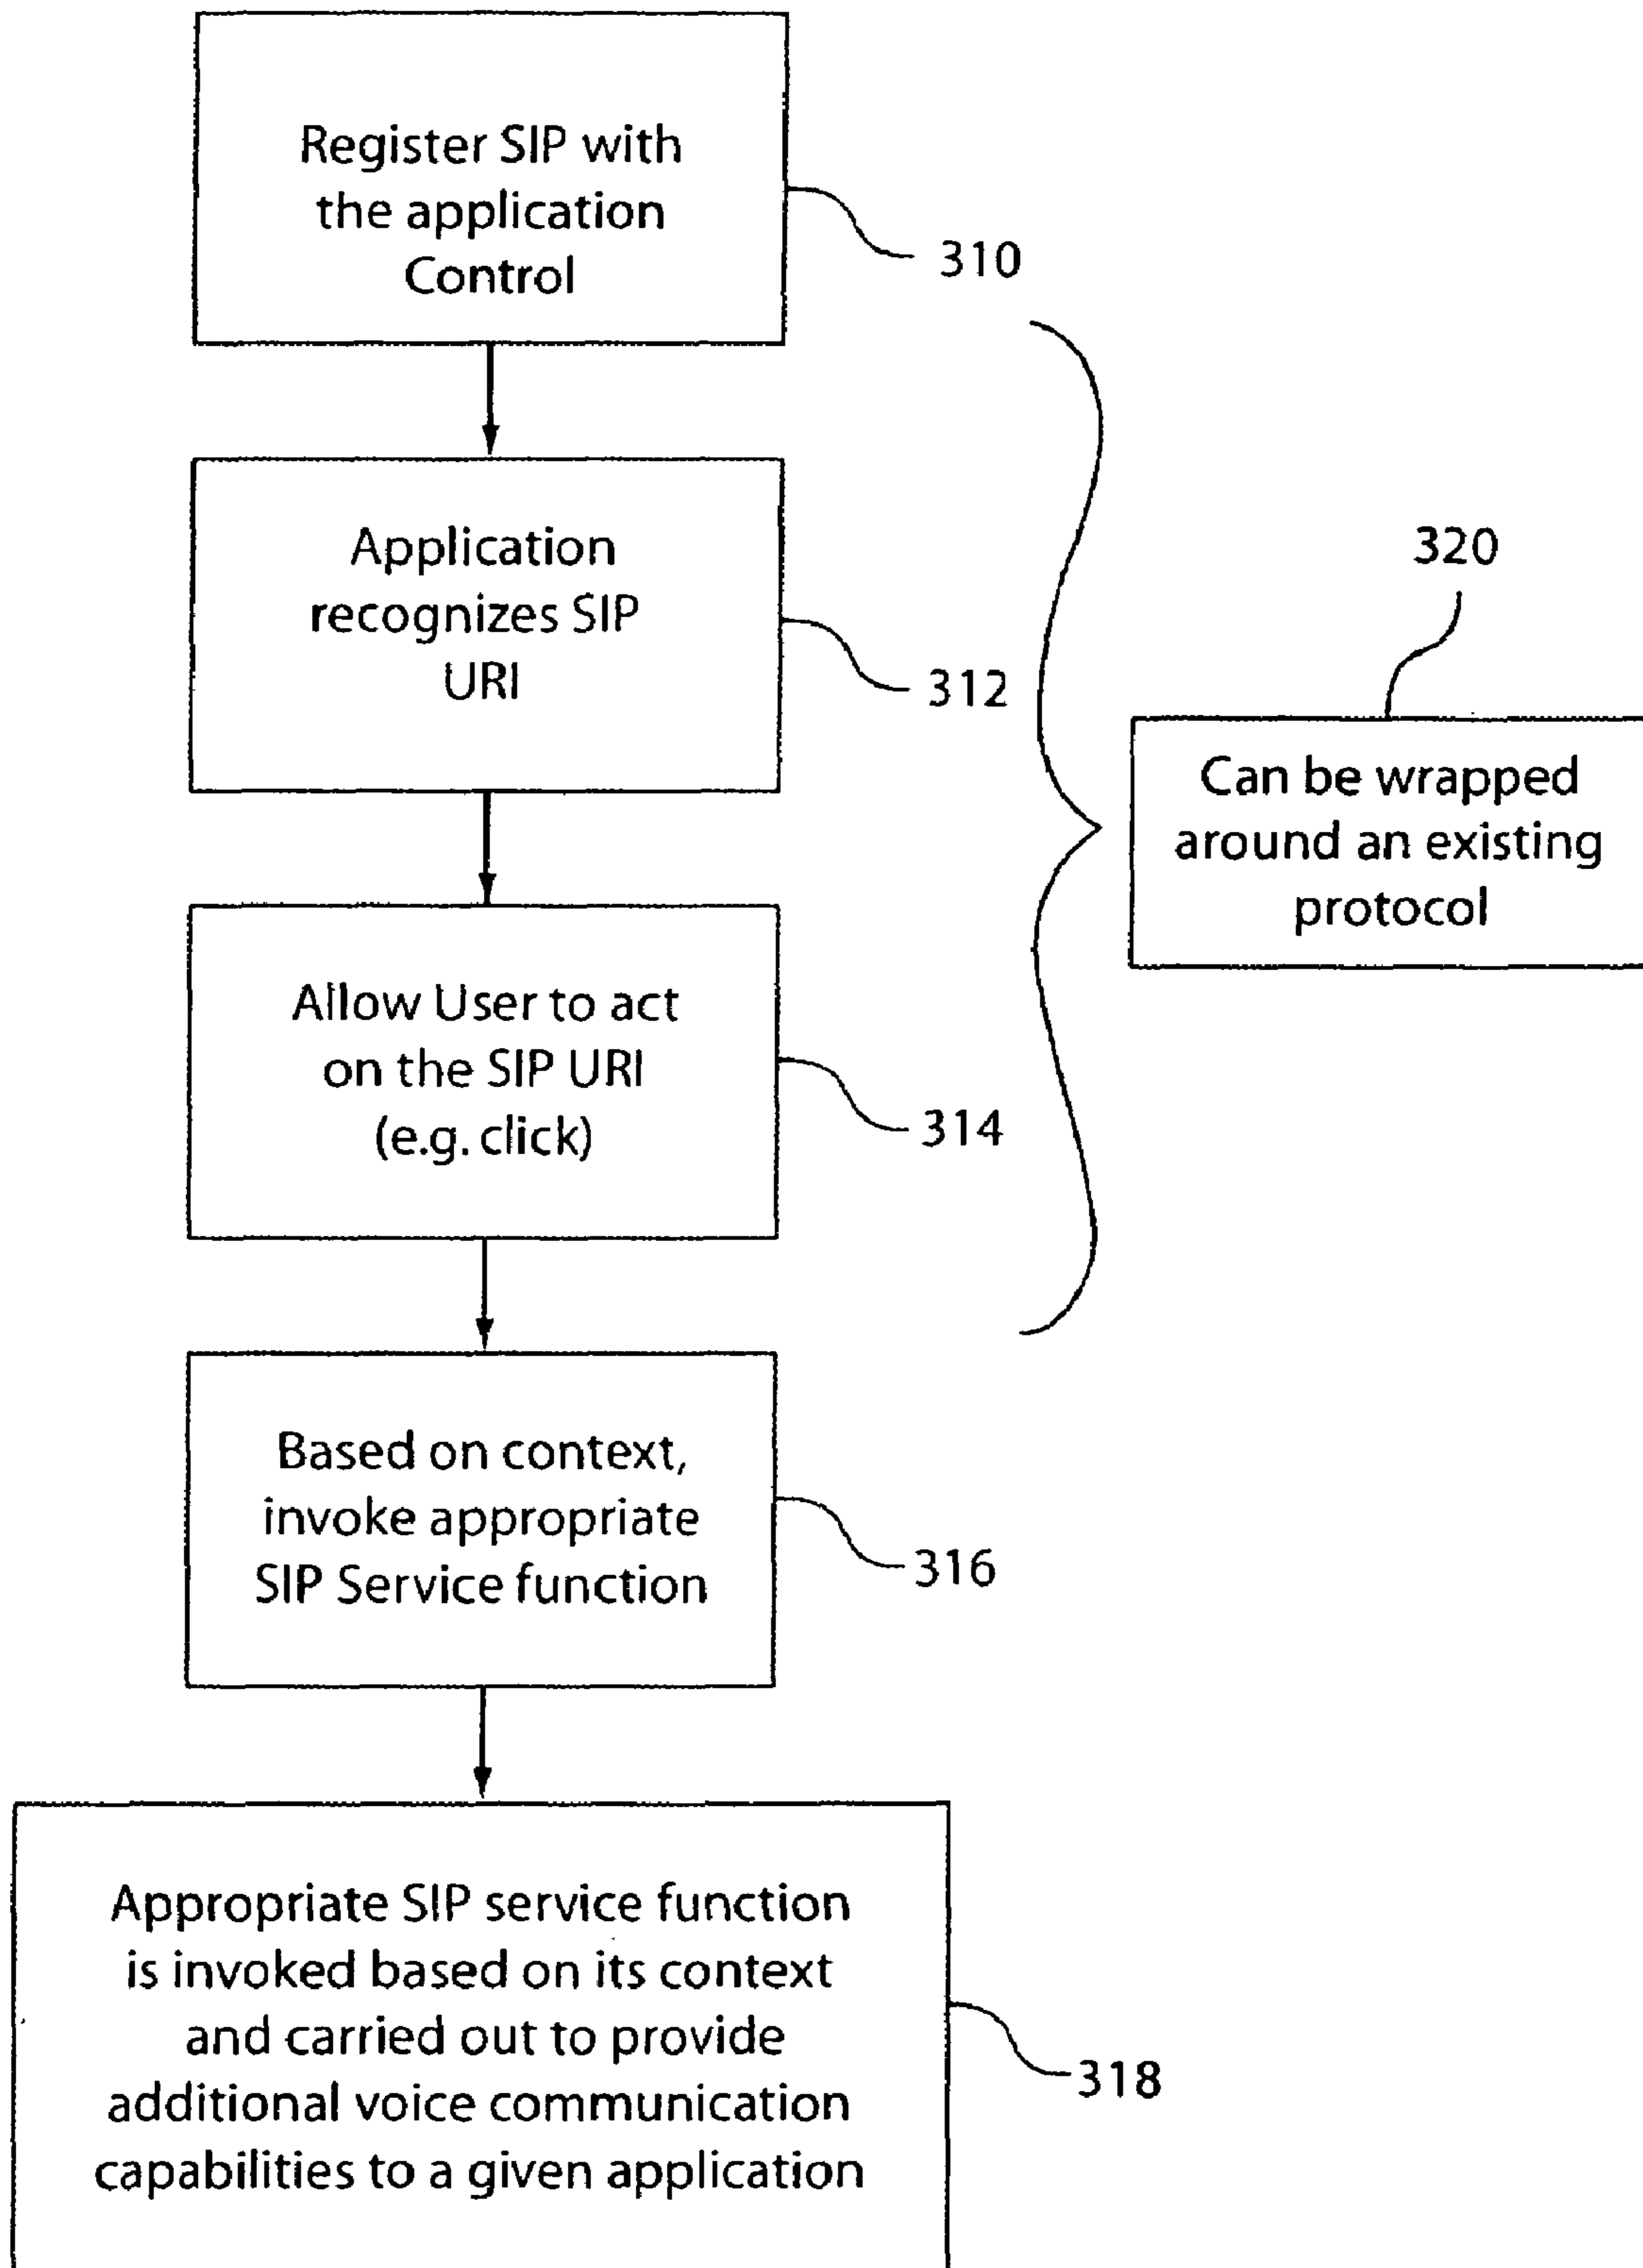 Register SIP with
the application
Control
310
Application
recognizes SIP
URI
312
320
Can be wrapped
around an existing
protocol
Allow User to act
on the SIP URI
(e.g. click)
314
Based on context,
invoke appropriate
SIP Service function
316
Appropriate SIP service function
is invoked based on its context
and carried out to provide
additional voice communication
capabilities to a given application
318